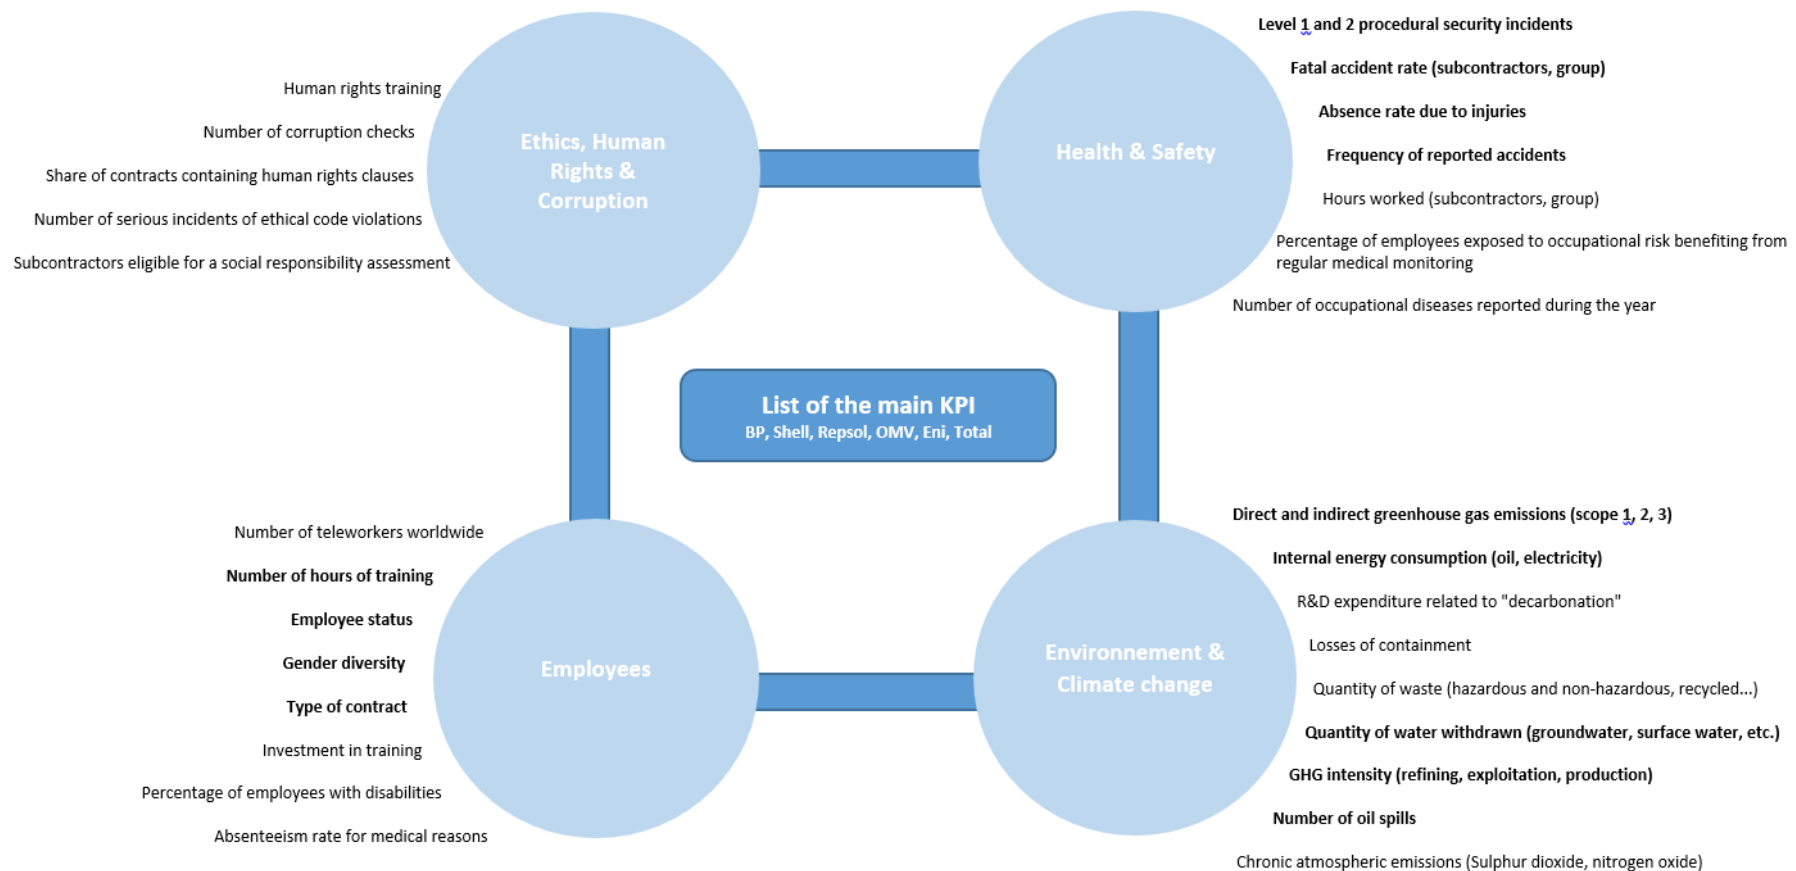 Human rights training
Number of corruption checks
Share of contracts containing human rights clauses
Number of serious incidents of ethical code violations
Subcontractors eligible for a social responsibility assessment
Ethics, Human
Rights &
Corruption
Health & Safety
Level 1 and 2 procedural security incidents
Fatal accident rate (subcontractors, group)
Absence rate due to injuries
Frequency of reported accidents
Hours worked (subcontractors, group)
Percentage of employees exposed to occupational risk benefiting from
regular medical monitoring
Number of occupational diseases reported during the year
List of the main KPI
BP, Shell, Repsol, OMV, Eni, Total
Number of teleworkers worldwide
Number of hours of training
Employee status
Gender diversity
Type of contract
Investment in training
Percentage of employees with disabilities
Absenteeism rate for medical reasons
Employees
Environnement &
Climate change
Direct and indirect greenhouse gas emissions (scope 1, 2, 3)
Internal energy consumption (oil, electricity)
R&D expenditure related to "decarbonation"
Losses of containment
Quantity of waste (hazardous and non-hazardous, recycled...)
Quantity of water withdrawn (groundwater, surface water, etc.)
GHG intensity (refining, exploitation, production)
Number of oil spills
Chronic atmospheric emissions (Sulphur dioxide, nitrogen oxide)